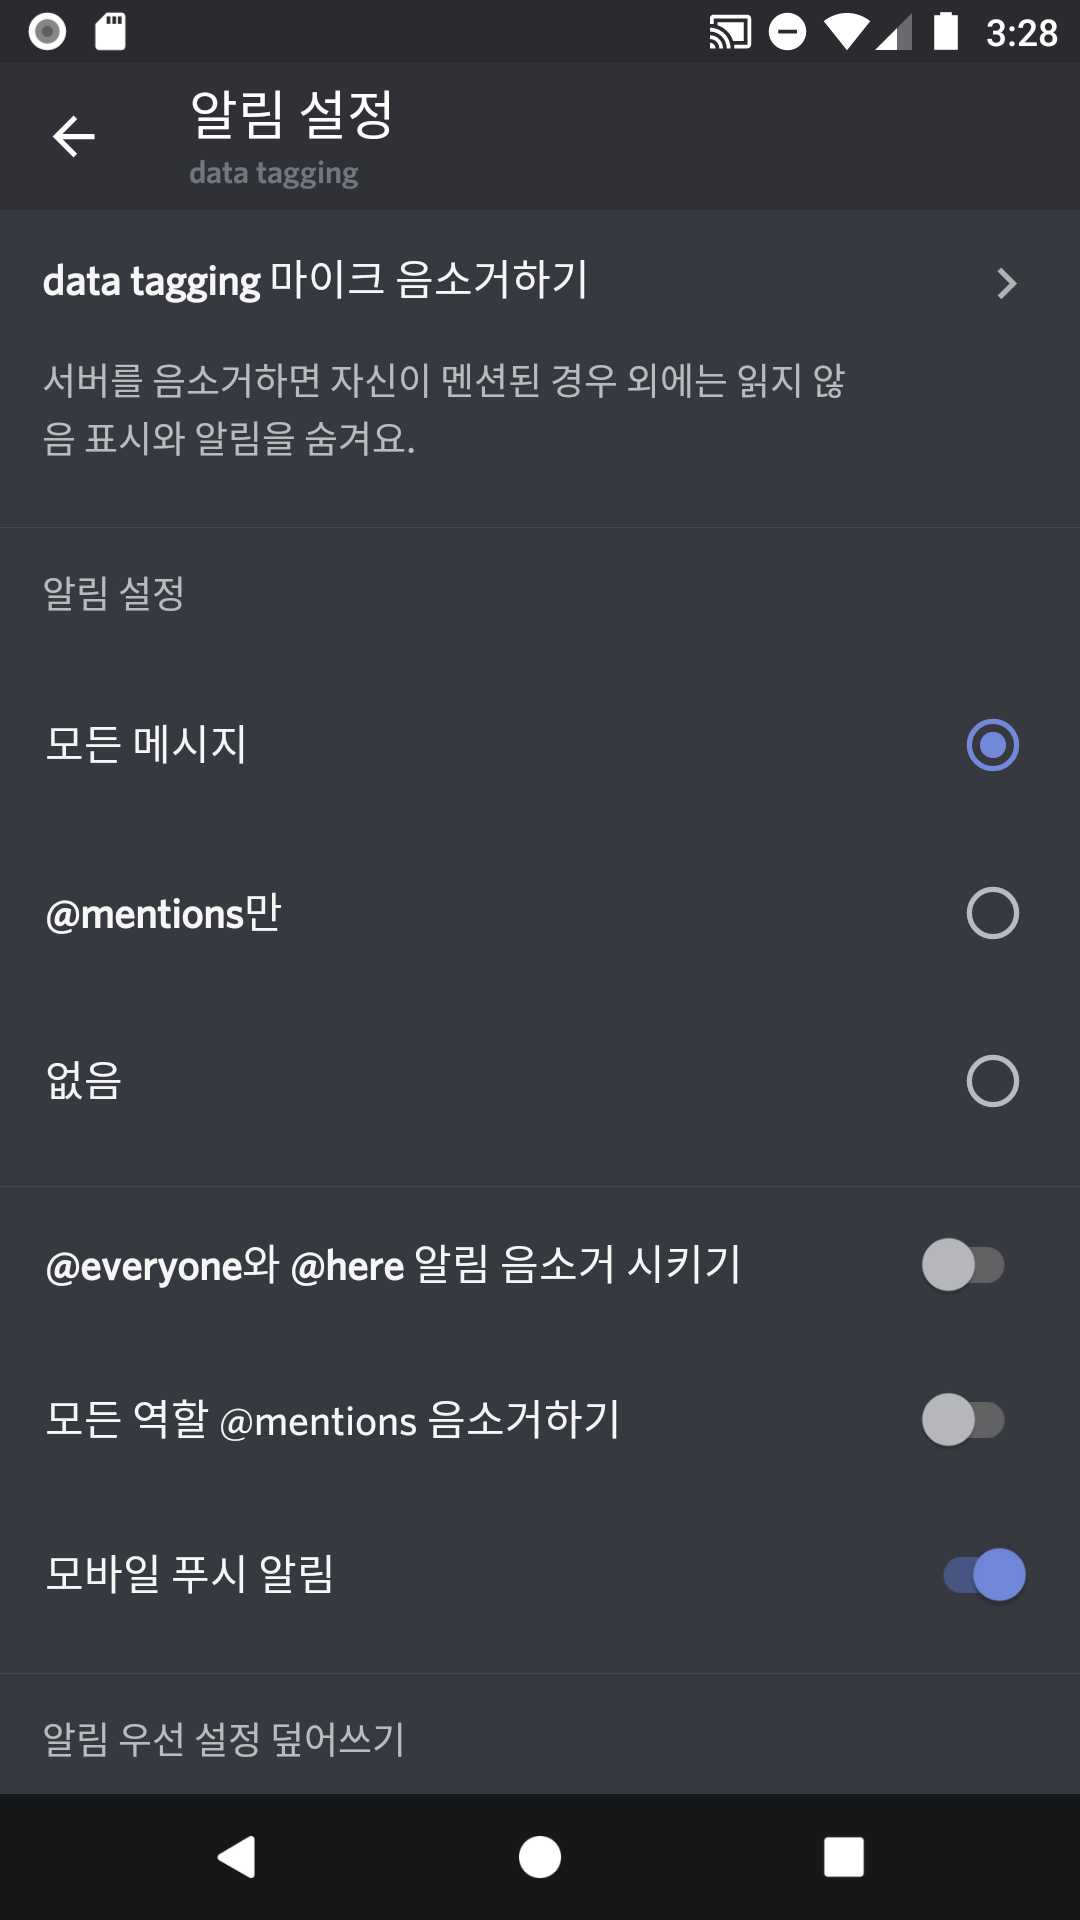 3:28
알림 설정
data tagging
data tagging 마이크 음소거하기
서버를 음소거하면 자신이 멘션된 경우 외에는 읽지 않
음 표시와 알림을 숨겨요.
알림 설정
모든 메시지
@mentions만
없음
@everyone와 @here 알림 음소거 시키기
모든 역할 @mentions 음소거하기
모바일 푸시 알림
알림 우선 설정 덮어쓰기